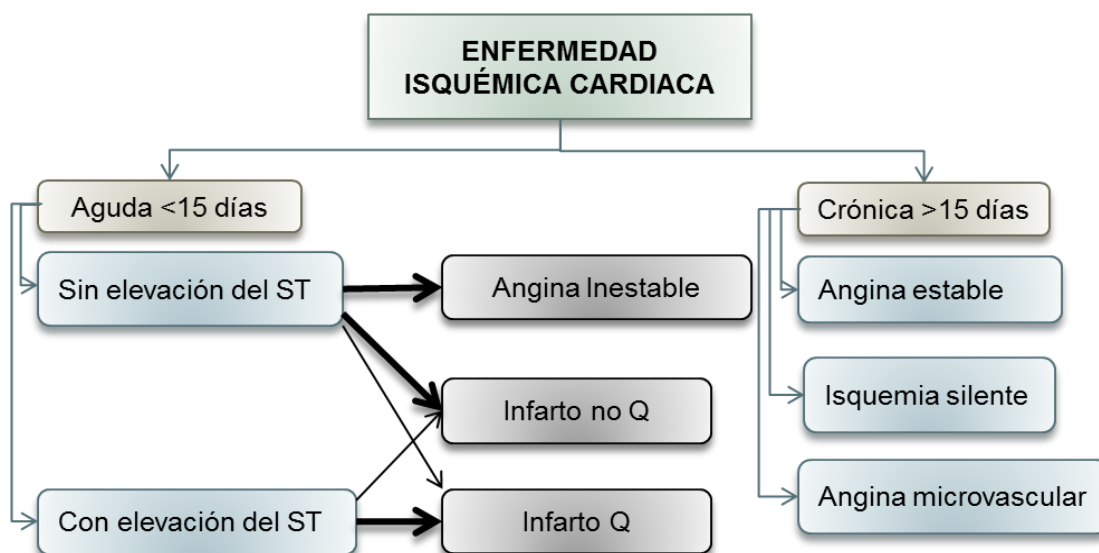 ENFERMEDAD
ISQUÉMICA CARDIACA
Aguda <15 días
Crónica >15 días
Sin elevación del ST
Angina Inestable
Angina estable
Infarto no Q
Isquemia silente
Con elevación del ST
Infarto Q
Angina microvascular